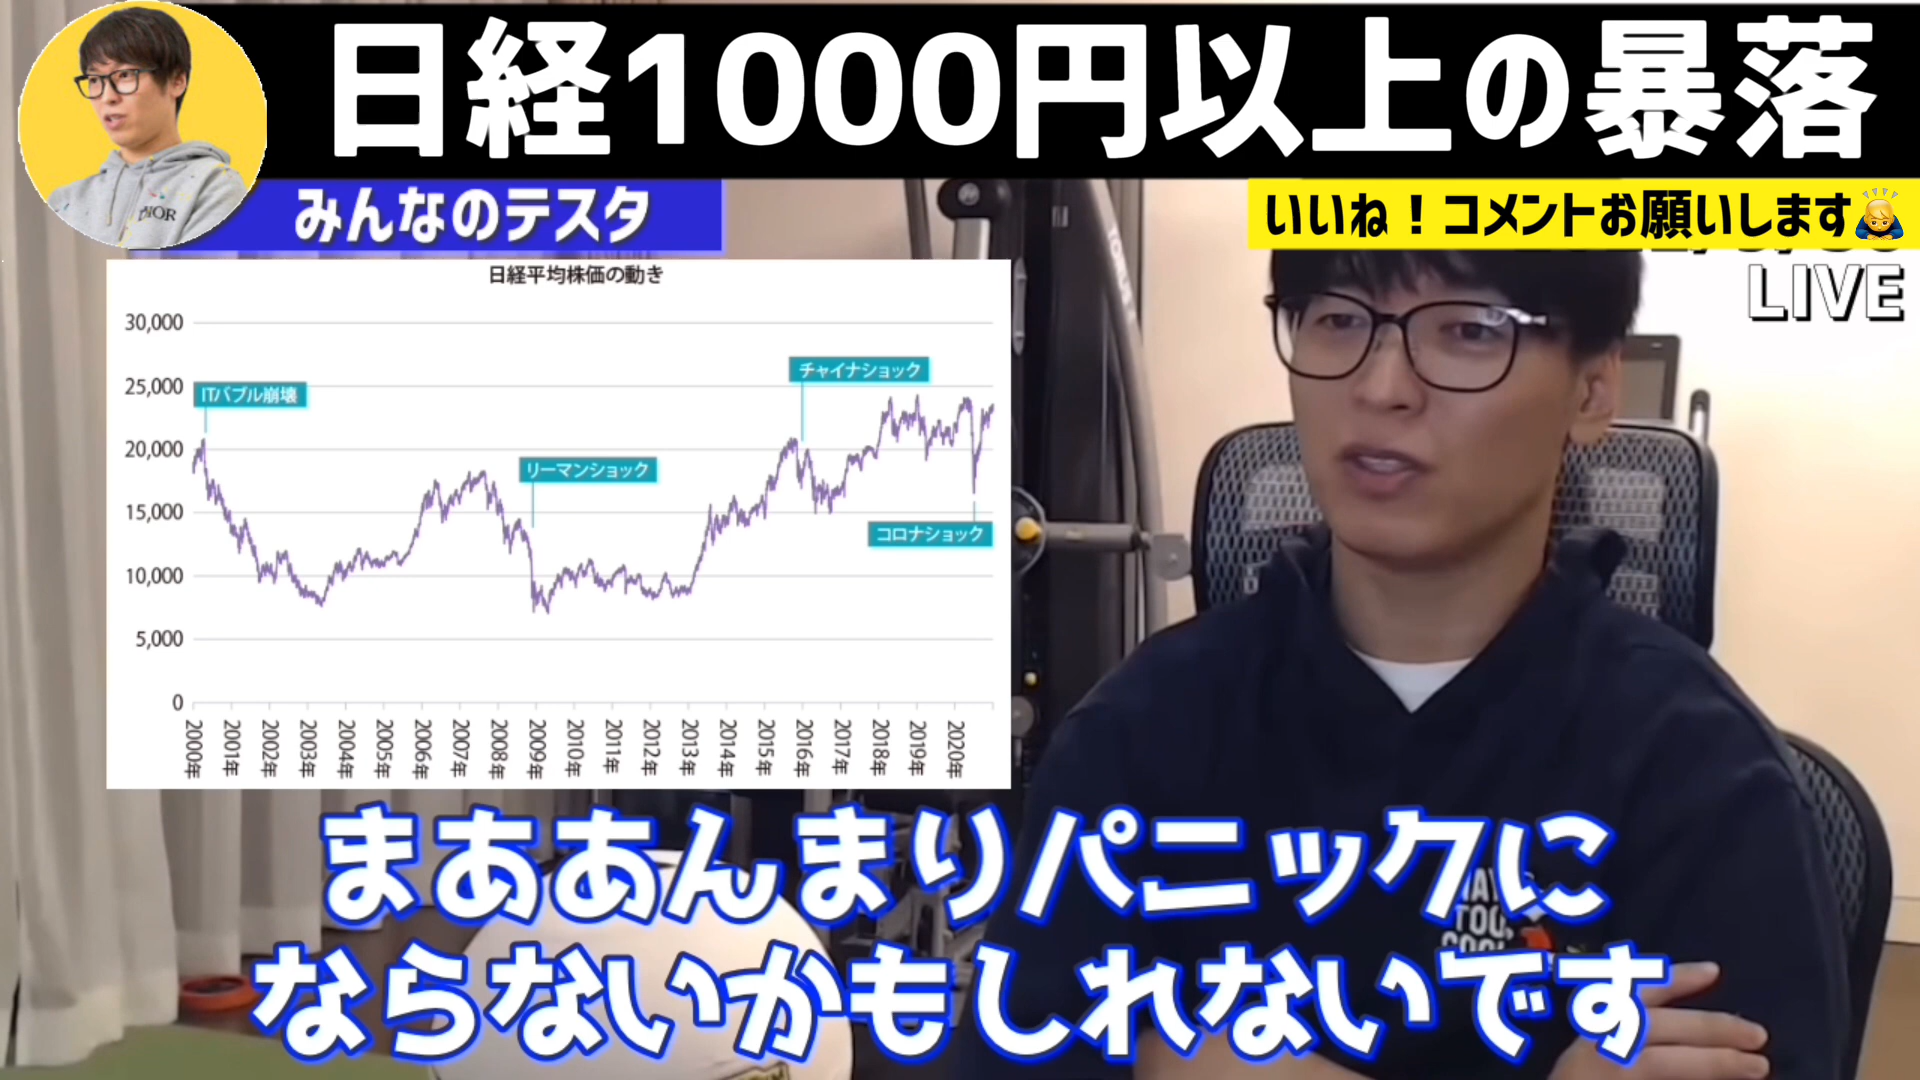 日経1000円以上の暴落
みんなのテスタ
いいね！コメントお願いします
LIVE
日経平均株価の動き
30,000
25,000
20,000
15,000
10,000
5,000
0
ITバブル崩壊
リーマンショック
チャイナショック
コロナショック
2000年
2001年
2002年
2003年
2004年
2005年
2006年
2007年
2008年
2009年
2010年
2011年
2012年
2013年
2014年
2015年
2016年
2017年
2018年
2019年
2020年
TOO
まああんまりパニックに
ならないかもしれないです